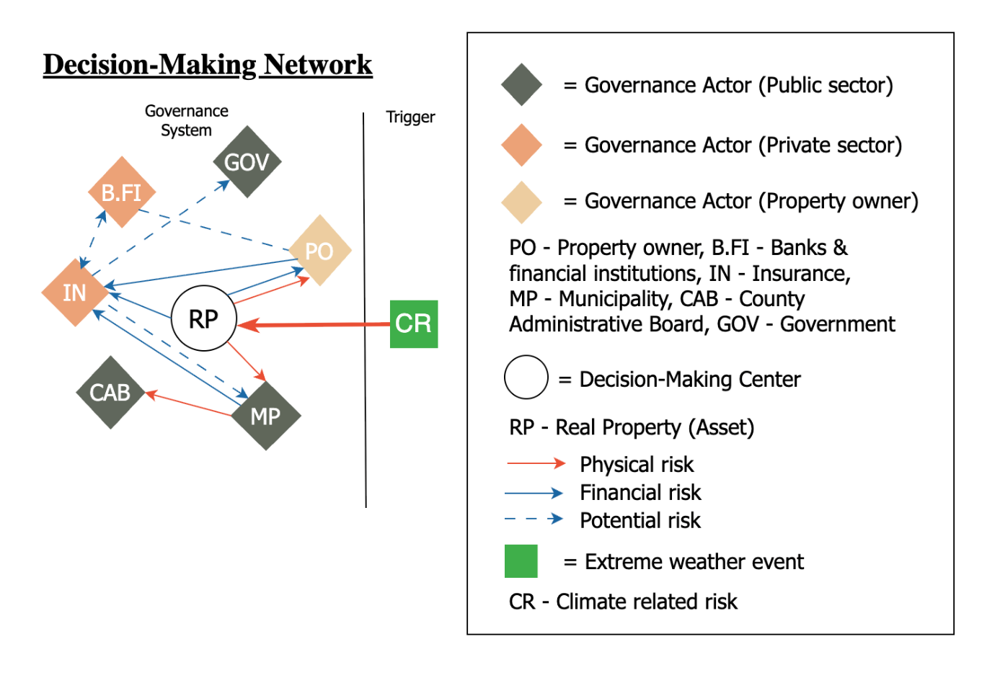 Decision-Making Network
Governance
System
Trigger
GOV
B.FI
PO
IN
RP
CR
CAB
MP
= Governance Actor (Public sector)
= Governance Actor (Private sector)
= Governance Actor (Property owner)
PO - Property owner, B.FI - Banks &
financial institutions, IN - Insurance,
MP - Municipality, CAB - County
Administrative Board, GOV - Government
= Decision-Making Center
RP - Real Property (Asset)
Physical risk
Financial risk
Potential risk
= Extreme weather event
CR - Climate related risk